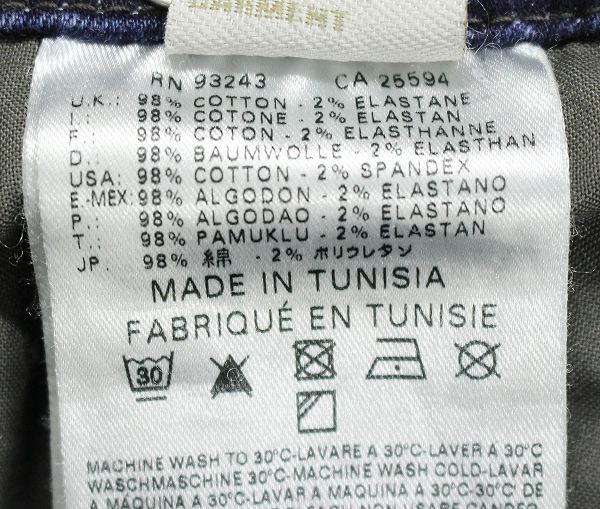 RN 93243 CA 25594
U.K.: 98% COTTON - 2% ELASTANE
I.: 98% COTONE - 2% ELASTAN
F.: 98% COTON - 2% ELASTHANNE
D.: 98% BAUMWOLLE - 2% ELASTHAN
USA: 98% COTTON - 2% SPANDEX
E-MEX: 98% ALGODON - 2% ELASTANO
P.: 98% ALGODAO - 2% ELASTANO
T.: 98% PAMUKLU - 2% ELASTAN
JP.: 98% 綿 - 2% ポリウレタン
MADE IN TUNISIA
FABRIQUÉ EN TUNISIE
30
MACHINE WASH TO 30°C-LAVARE A 30°C-LAVER A 30°C
WASCHMASCHINE 30°C-MACHINE WASH COLD-LAVAR
A MAQUINA A 30°C-LAVAR A MAQUINA A 30°C-30°C DE